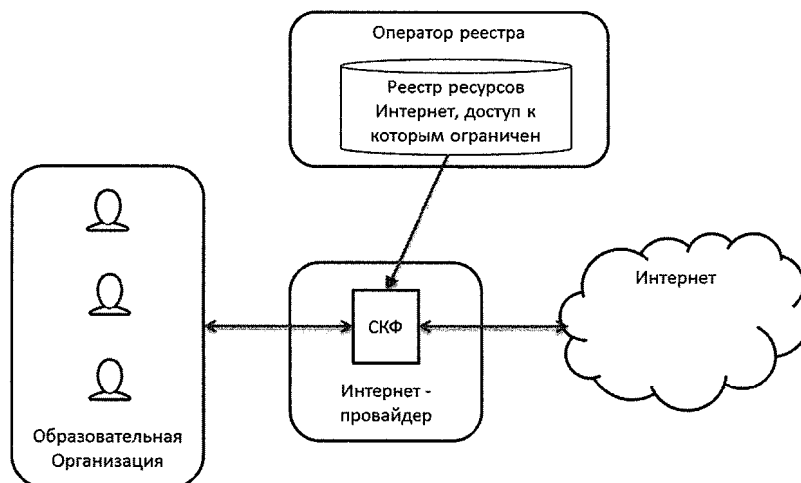 Оператор реестра
Реестр ресурсов
Интернет, доступ к
которым ограничен
Интернет
СКФ
Интернет -
провайдер
Образовательная
Организация